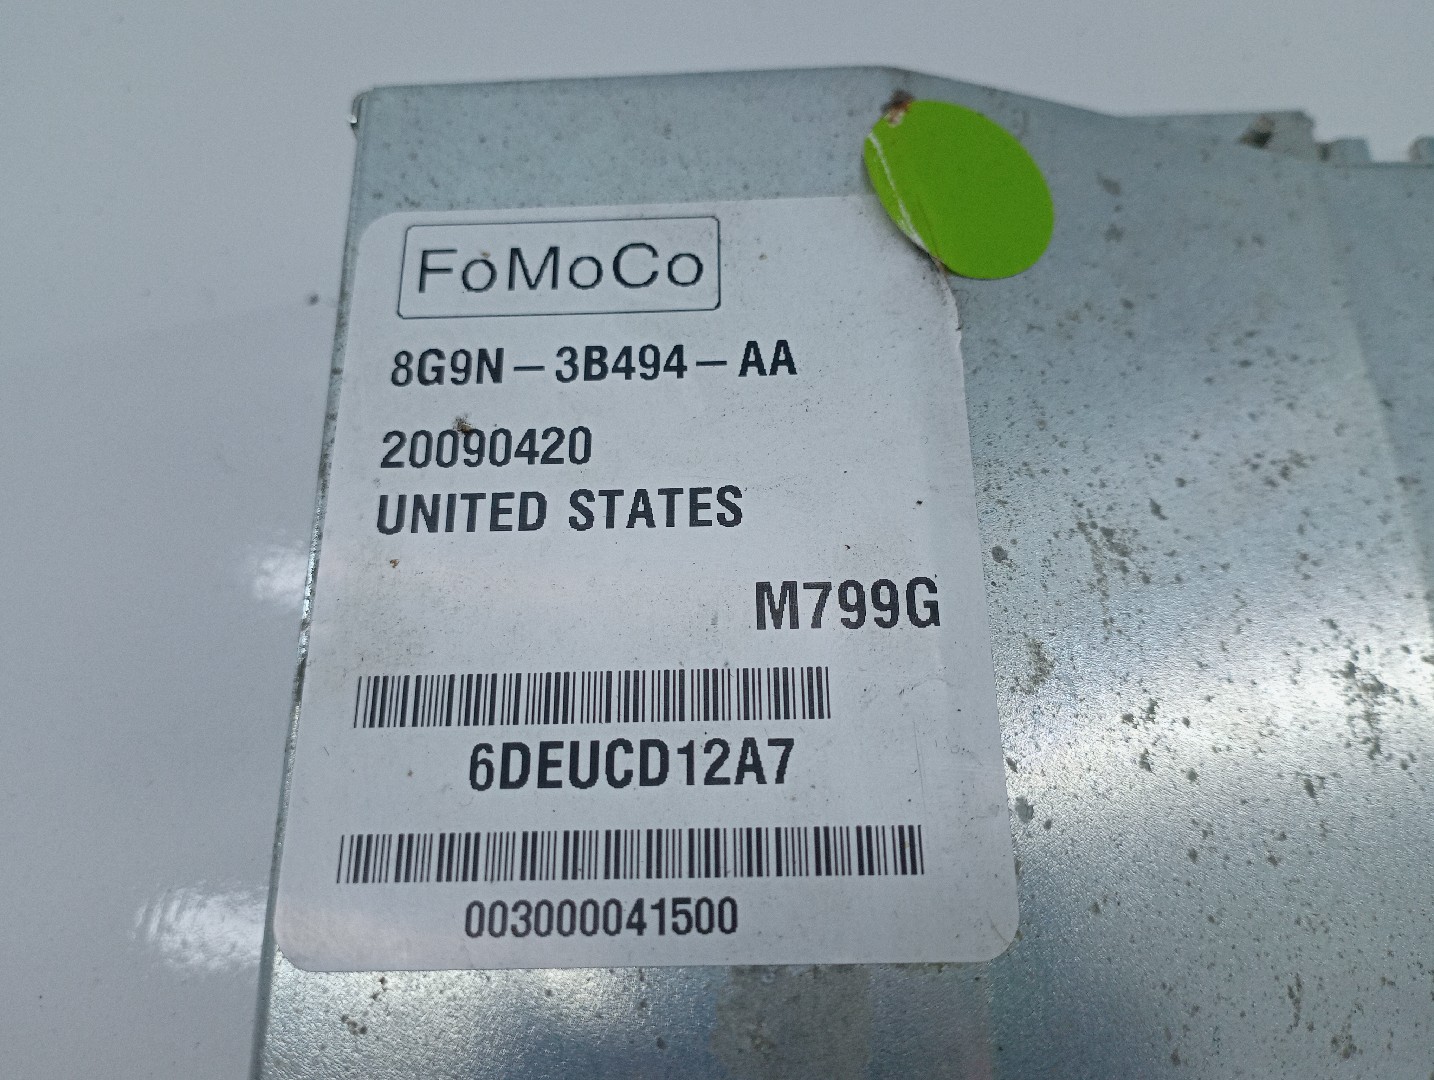 FoMoCo
8G9N-3B494-AA
20090420
UNITED STATES
M799G
6DEUCD12A7
003000041500